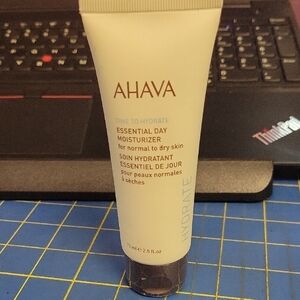 AHAVA
TIME TO HYDRATE
ESSENTIAL DAY
MOISTURIZER
for normal to dry skin
SOIN HYDRATANT
ESSENTIEL DE JOUR
pour peaux normales
à sèches
HYDRATE
ThinkPad